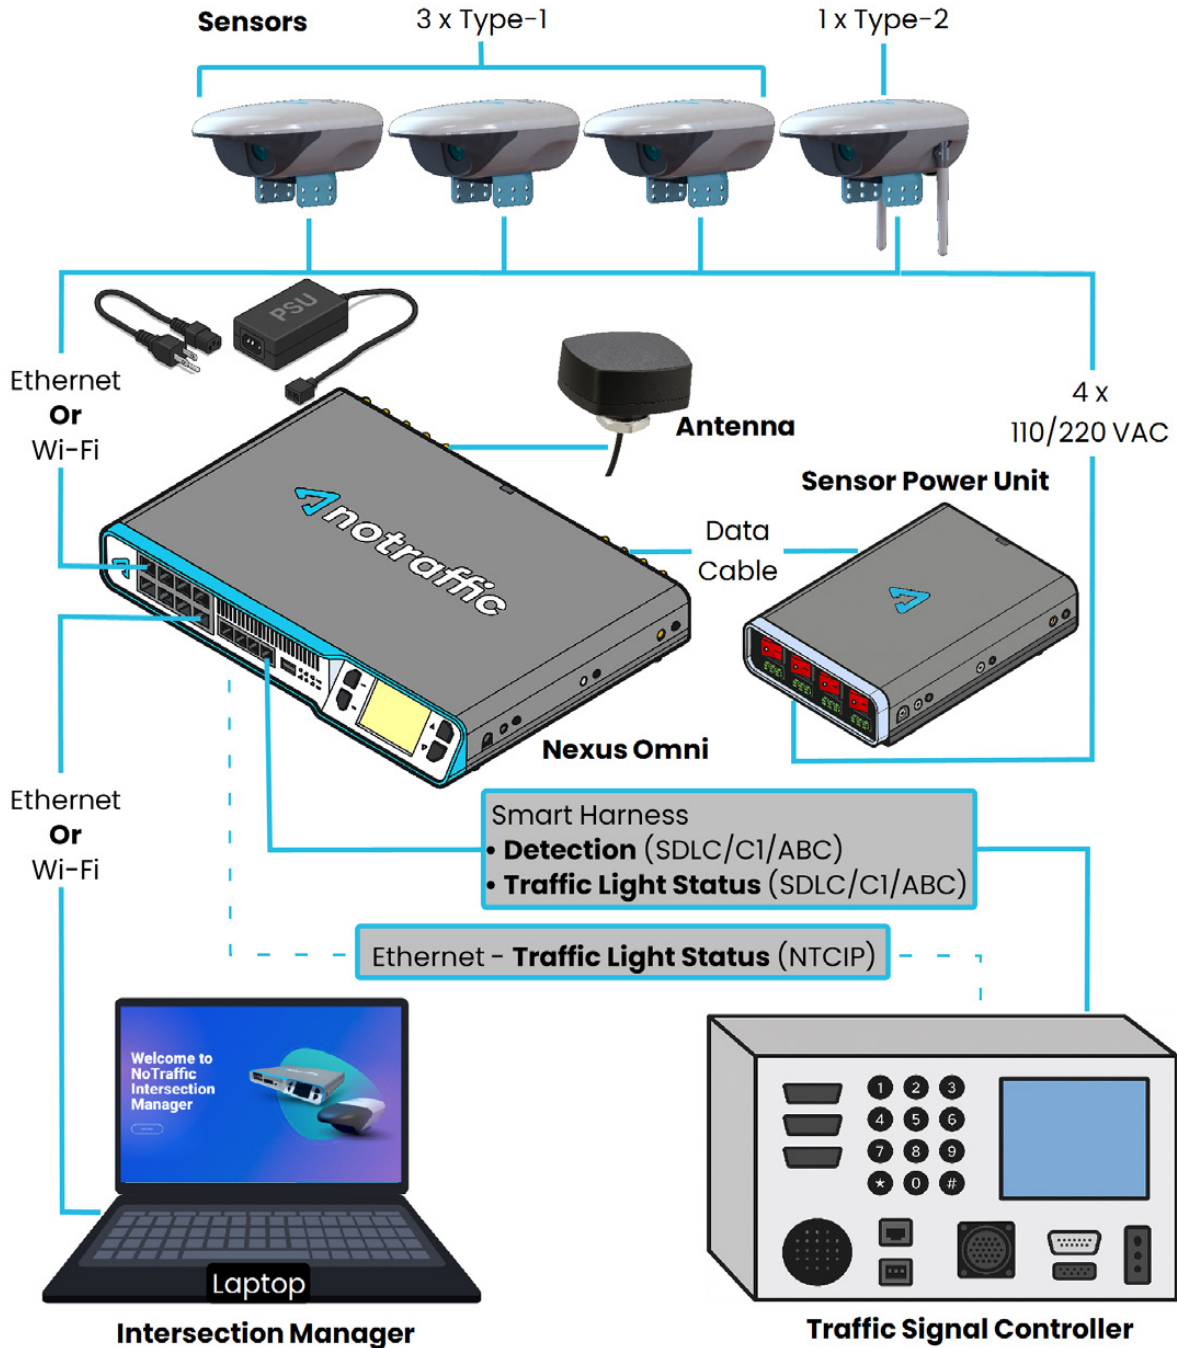 Sensors
3 x Type-1
1 x Type-2
PSU
Ethernet
Or
Wi-Fi
Antenna
4 x
110/220 VAC
Sensor Power Unit
notraffic
Data
Cable
Nexus Omni
Ethernet
Or
Wi-Fi
Smart Harness
• Detection (SDLC/C1/ABC)
• Traffic Light Status (SDLC/C1/ABC)
Ethernet - Traffic Light Status (NTCIP)
Welcome to
NoTraffic
Intersection
Manager
1 2 3
4 5 6
7 8 9
* 0 #
Laptop
Intersection Manager
Traffic Signal Controller